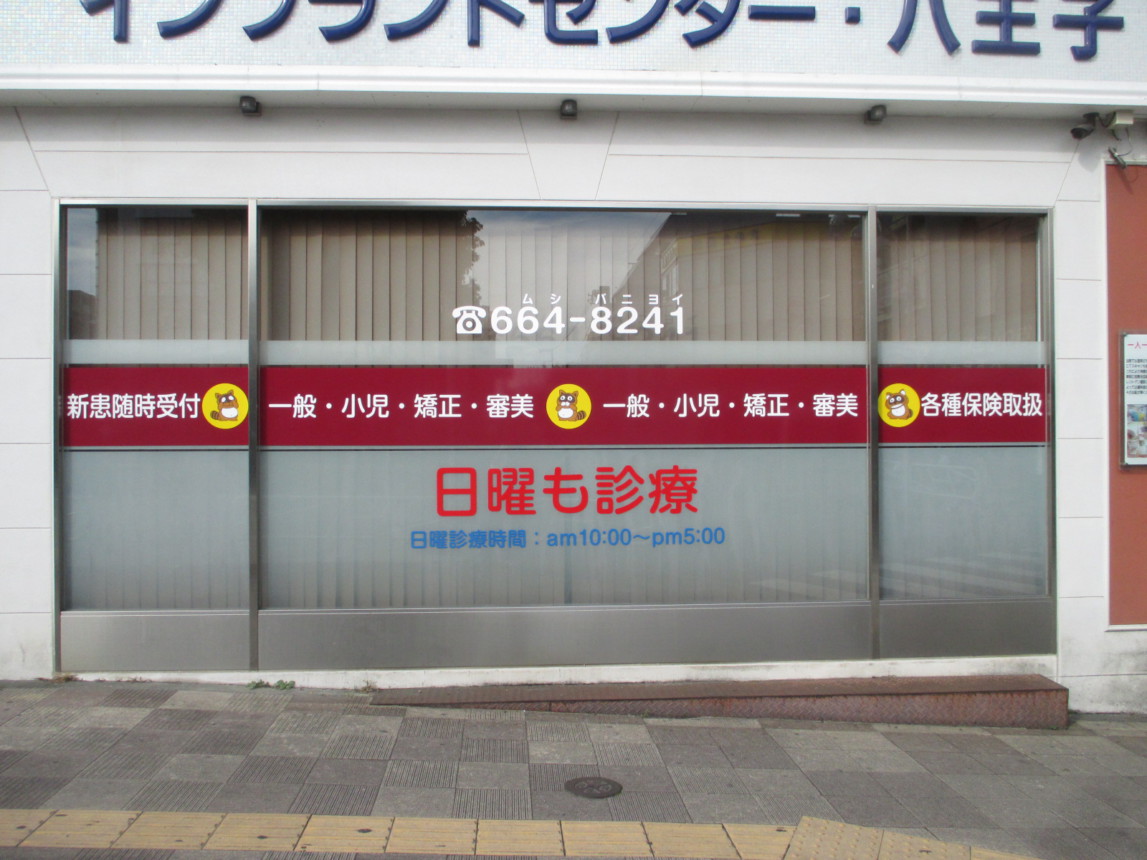 インプラントセンター・八王子
ムシ バニヨイ
☎664-8241
新患随時受付 一般・小児・矯正・審美 一般・小児・矯正・審美 各種保険取扱
日曜も診療
日曜診療時間：am10:00～pm5:00